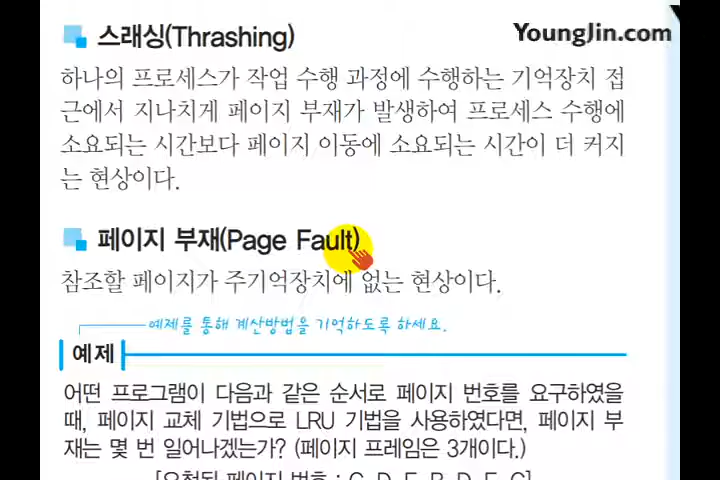 YoungJin.com
스래싱(Thrashing)
하나의 프로세스가 작업 수행 과정에 수행하는 기억장치 접
근에서 지나치게 페이지 부재가 발생하여 프로세스 수행에
소요되는 시간보다 페이지 이동에 소요되는 시간이 더 커지
는 현상이다.
페이지 부재(Page Fault)
참조할 페이지가 주기억장치에 없는 현상이다.
예제를 통해 계산방법을 기억하도록 하세요.
예제
어떤 프로그램이 다음과 같은 순서로 페이지 번호를 요구하였을
때, 페이지 교체 기법으로 LRU 기법을 사용하였다면, 페이지 부
재는 몇 번 일어나겠는가? (페이지 프레임은 3개이다.)
[요청된 페이지 번호 :